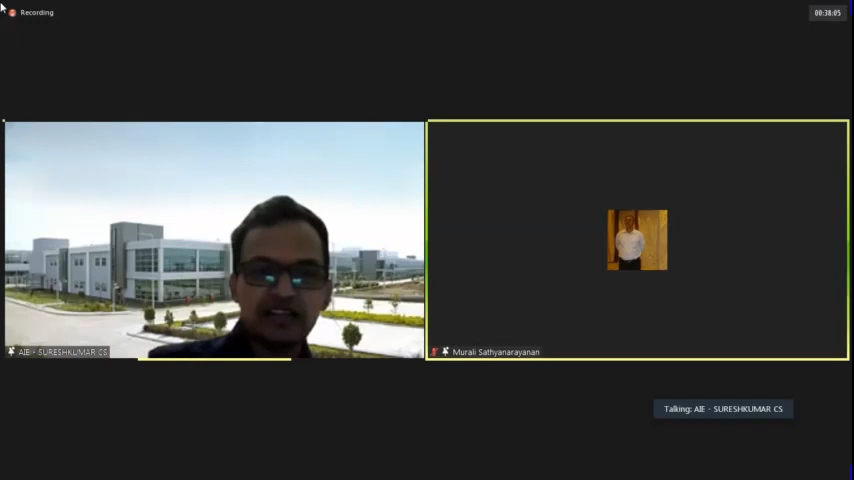 Recording
00:38:05
AIE - SURESHKUMAR CS
Murali Sathyanarayanan
Talking: AIE - SURESHKUMAR CS